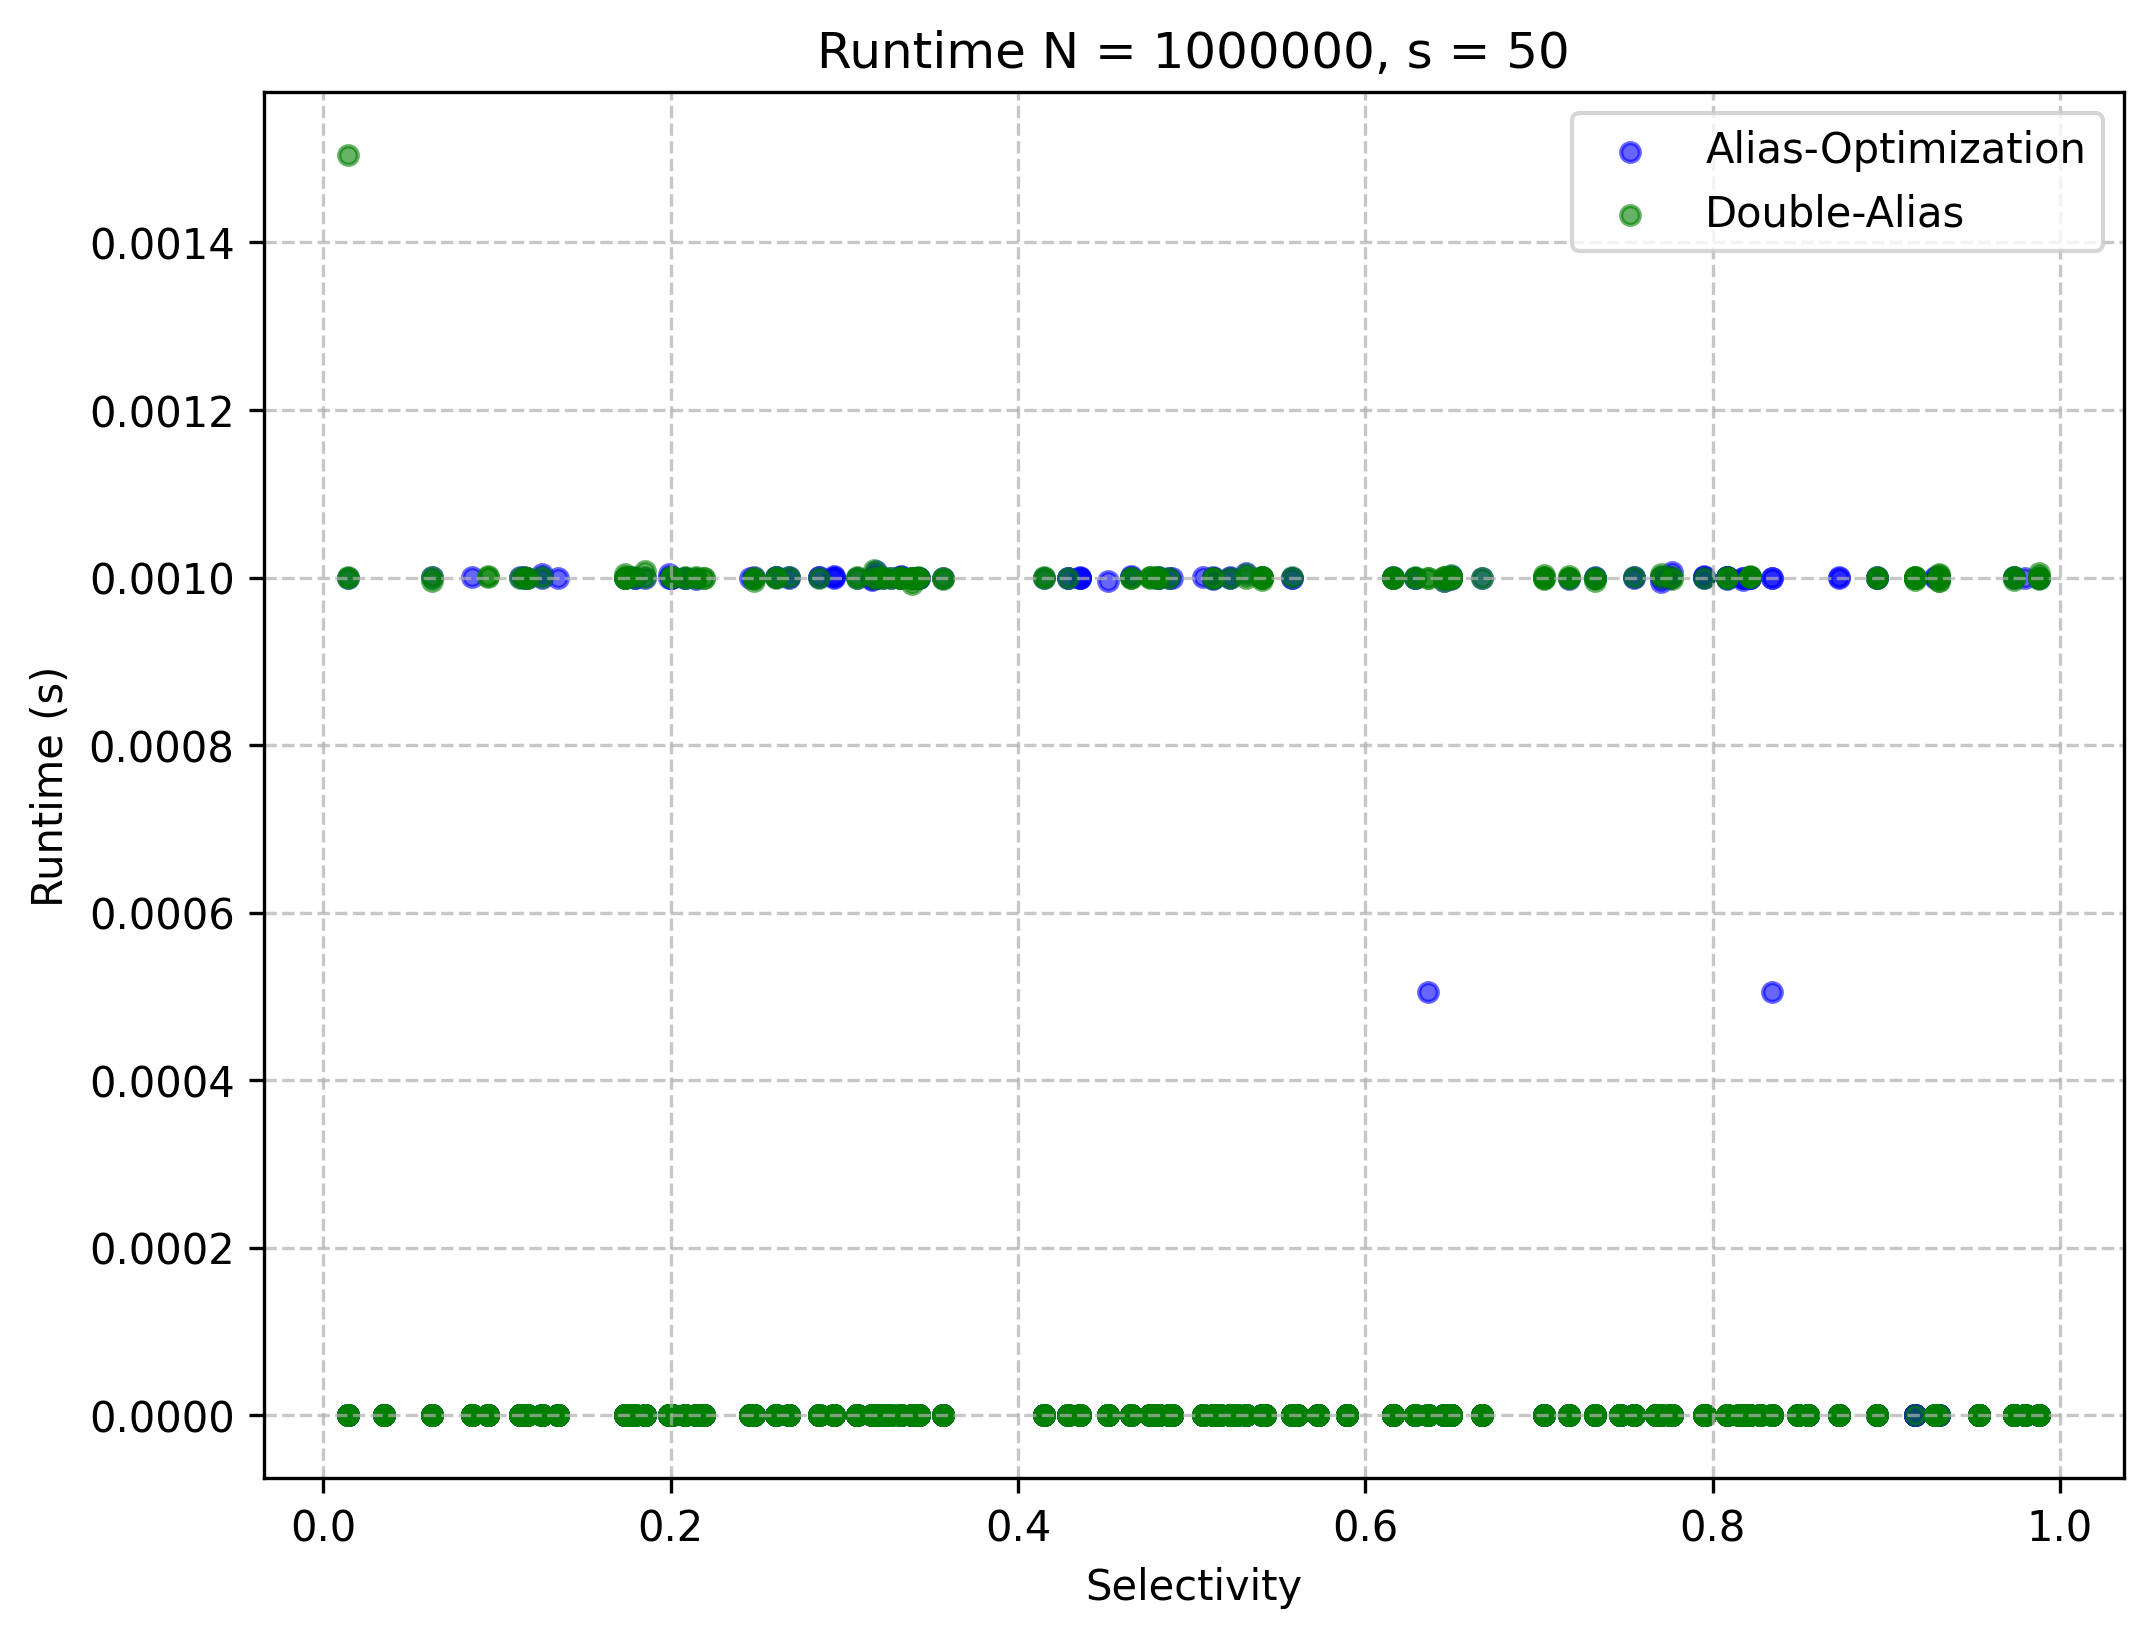 Runtime N = 1000000, s = 50
Alias-Optimization
Double-Alias
Runtime (s)
0.0014
0.0012
0.0010
0.0008
0.0006
0.0004
0.0002
0.0000
0.0 0.2 0.4 0.6 0.8 1.0
Selectivity